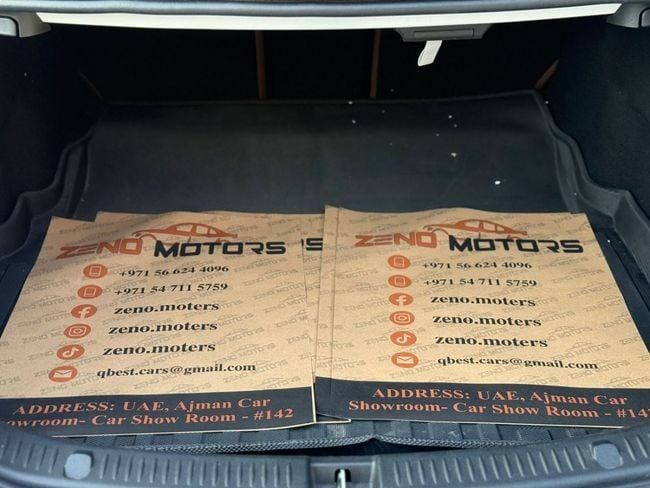 ZENO MOTORS
+971 56 624 4096
+971 54 711 5759
zeno.moters
zeno.moters
zeno.moters
qbest.cars@gmail.com
ADDRESS: UAE, Ajman Car
Showroom- Car Show Room - #142
ZENO MOTORS
+971 56 624 4096
+971 54 711 5759
zeno.moters
zeno.moters
zeno.moters
qbest.cars@gmail.com
ADDRESS: UAE, Ajman Car
Showroom- Car Show Room - #142